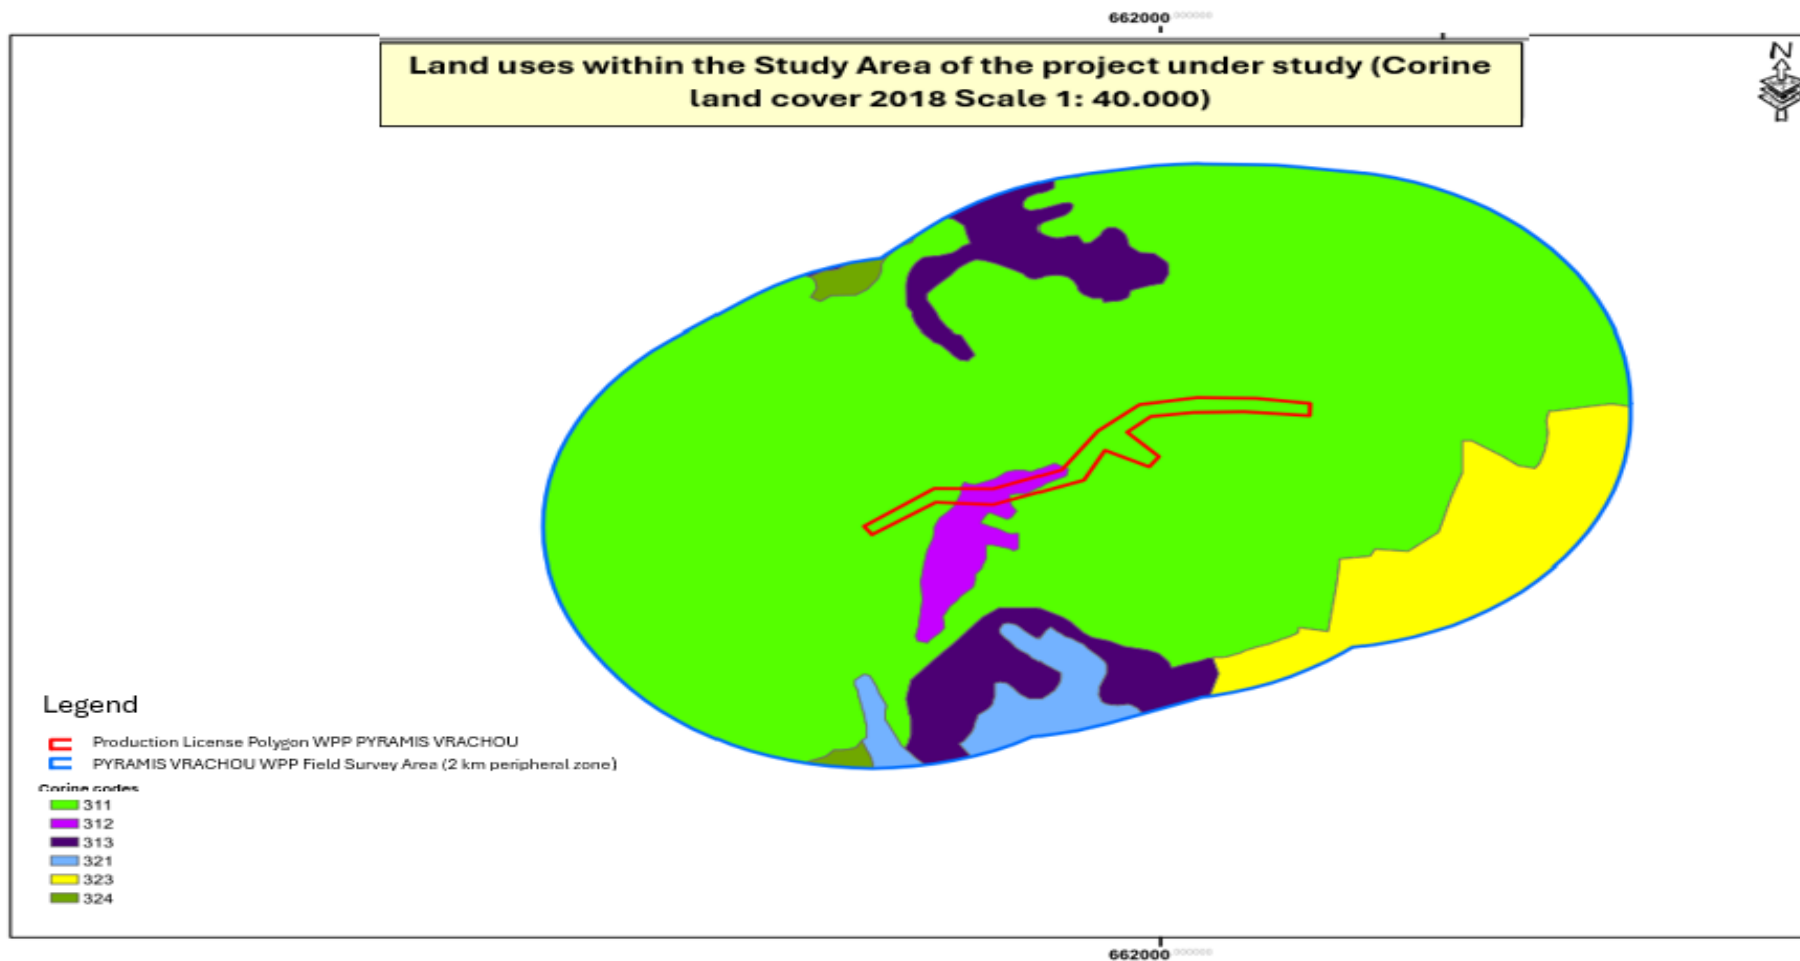 662000
Land uses within the Study Area of the project under study (Corine
land cover 2018 Scale 1: 40.000)
N
Legend
Production License Polygon WPP PYRAMIS VRACHOU
PYRAMIS VRACHOU WPP Field Survey Area (2 km peripheral zone)
Corine codes
311
312
313
321
323
324
662000